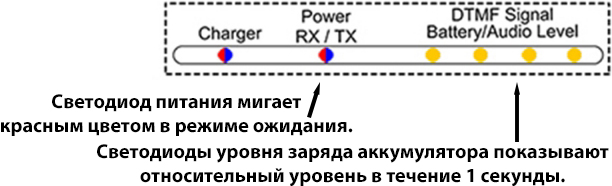 Charger
Power
RX / TX
DTMF Signal
Battery/Audio Level
Светодиод питания мигает
красным цветом в режиме ожидания.
Светодиоды уровня заряда аккумулятора показывают
относительный уровень в течение 1 секунды.